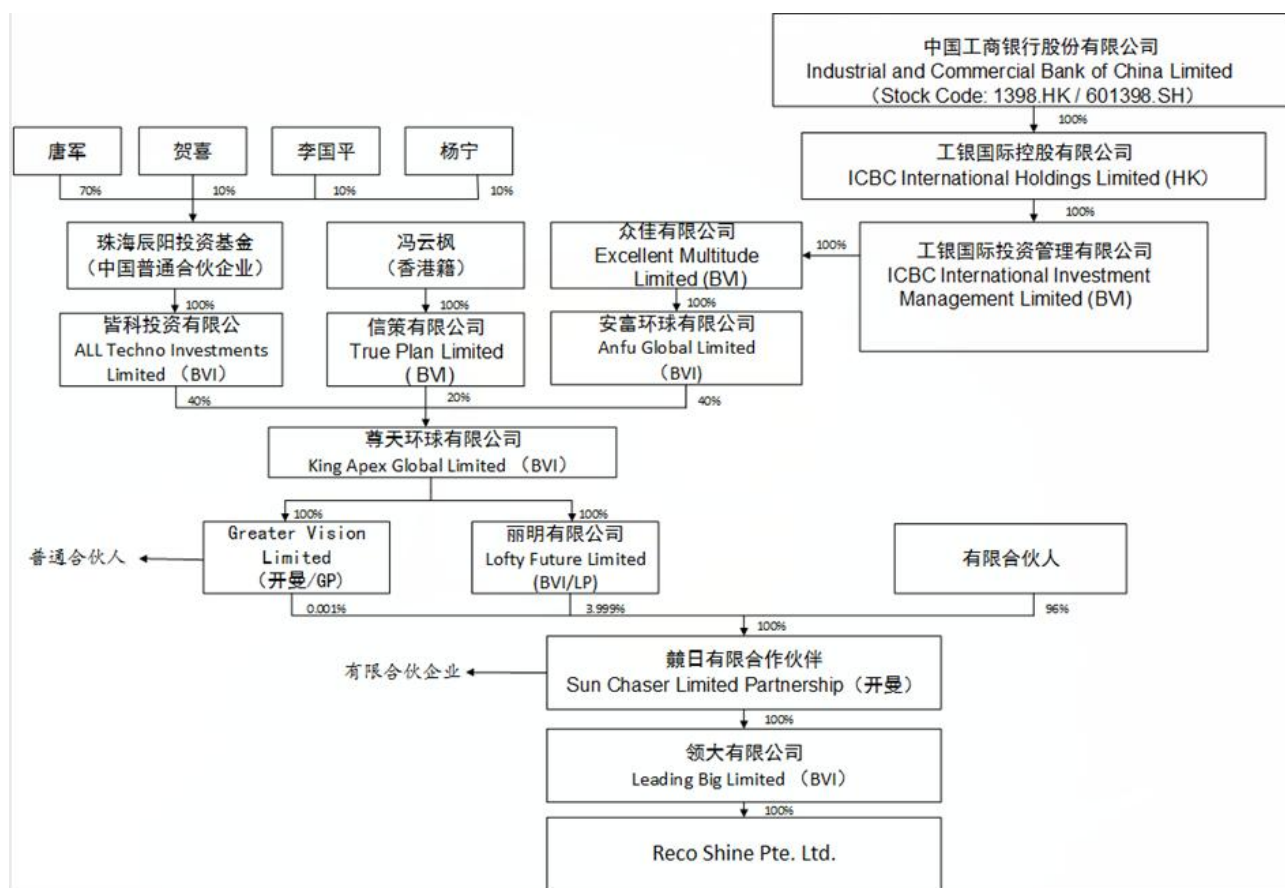 中国工商银行股份有限公司
Industrial and Commercial Bank of China Limited
（Stock Code: 1398.HK / 601398.SH）
100%
唐军
贺喜
李国平
杨宁
工银国际控股有限公司
ICBC International Holdings Limited (HK）
70%
10%
10%
10%
100%
珠海辰阳投资基金
（中国普通合伙企业）
冯云枫
（香港籍）
众佳有限公司
Excellent Multitude
Limited (BVI)
100%
工银国际投资管理有限公司
ICBC International Investment
Management Limited (BVI)
100%
100%
100%
皆科投资有限公
ALL Techno Investments
Limited （BVI）
信策有限公司
True Plan Limited
( BVI)
安富环球有限公司
Anfu Global Limited
（BVI)
40%
20%
40%
尊天环球有限公司
King Apex Global Limited （BVI）
100%
100%
普通合伙人
Greater Vision
Limited
(开曼/GP)
丽明有限公司
Lofty Future Limited
(BVI/LP)
有限合伙人
0.001%
3.999%
96%
100%
有限合伙企业
竸日有限合作伙伴
Sun Chaser Limited Partnership（开曼）
100%
领大有限公司
Leading Big Limited （BVI）
100%
Reco Shine Pte. Ltd.